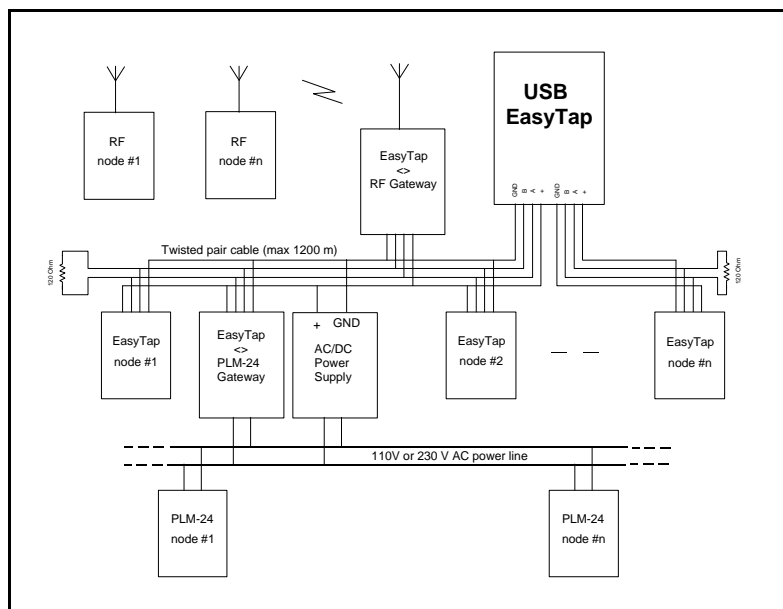 USB
EasyTap
RF
node #1
RF
node #n
EasyTap
<>
RF Gateway
GND
B
A
+
GND
B
A
+
Twisted pair cable (max 1200 m)
120 Ohm
120 Ohm
EasyTap
node #1
EasyTap
<>
PLM-24
Gateway
+ GND
AC/DC
Power
Supply
EasyTap
node #2
EasyTap
node #n
110V or 230 V AC power line
PLM-24
node #1
PLM-24
node #n